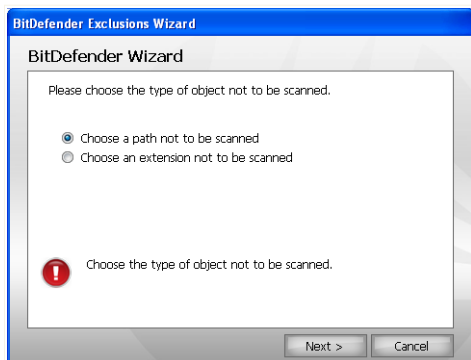 BitDefender Exclusions Wizard
BitDefender Wizard
Please choose the type of object not to be scanned.
Choose a path not to be scanned
Choose an extension not to be scanned
Choose the type of object not to be scanned.
Next >
Cancel